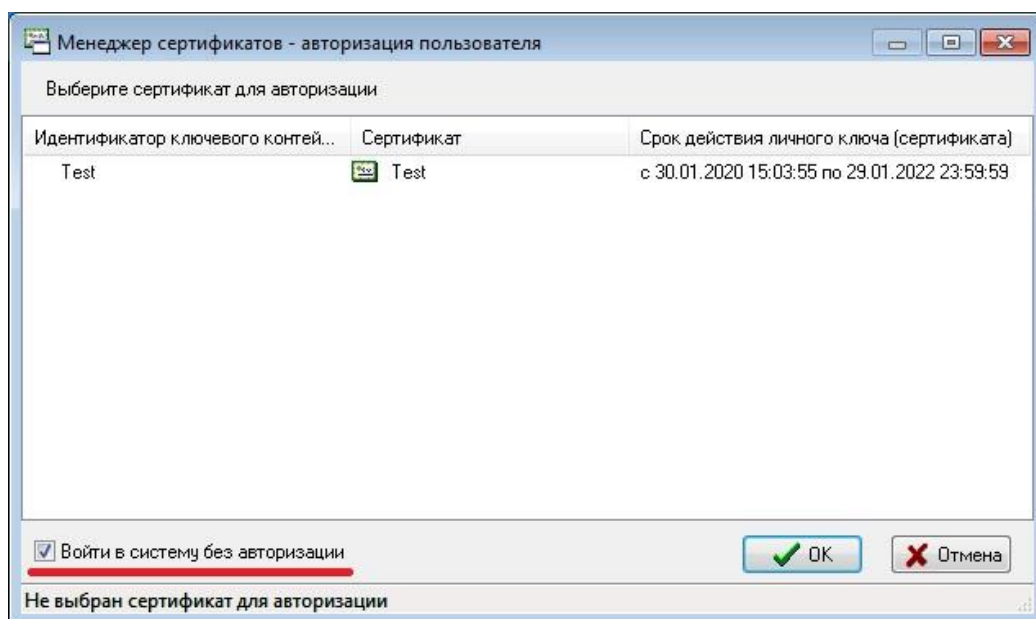 Менеджер сертификатов - авторизация пользователя
Выберите сертификат для авторизации
Идентификатор ключевого контей... Сертификат Срок действия личного ключа (сертификата)
Test Test с 30.01.2020 15:03:55 по 29.01.2022 23:59:59
Войти в систему без авторизации OK Отмена
Не выбран сертификат для авторизации